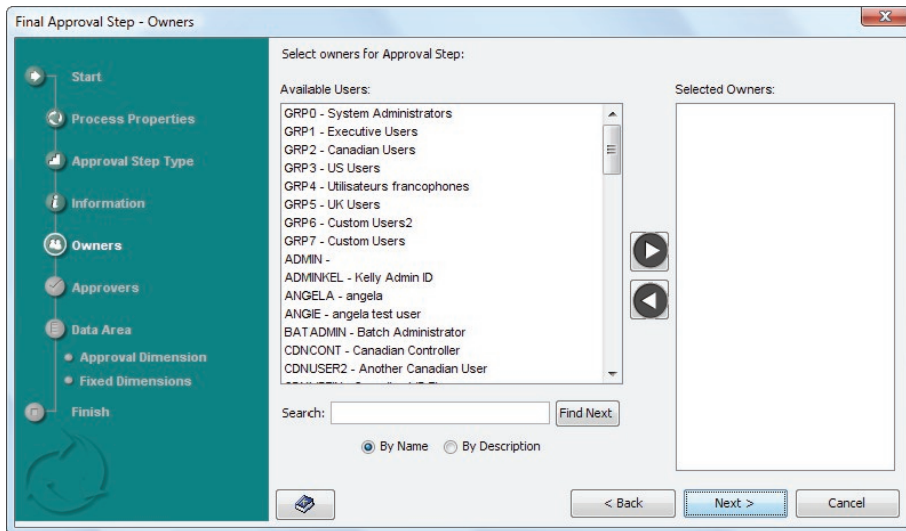 Final Approval Step - Owners
Start
Process Properties
Approval Step Type
Information
Owners
Approvers
Data Area
Approval Dimension
Fixed Dimensions
Finish
Select owners for Approval Step:
Available Users:
GRP0 - System Administrators
GRP1 - Executive Users
GRP2 - Canadian Users
GRP3 - US Users
GRP4 - Utilisateurs francophones
GRP5 - UK Users
GRP6 - Custom Users2
GRP7 - Custom Users
ADMIN -
ADMINKEL - Kelly Admin ID
ANGELA - angela
ANGIE - angela test user
BATADMIN - Batch Administrator
CDNCONT - Canadian Controller
CDNUSER2 - Another Canadian User
Selected Owners:
Search:
Find Next
By Name
By Description
< Back
Next >
Cancel